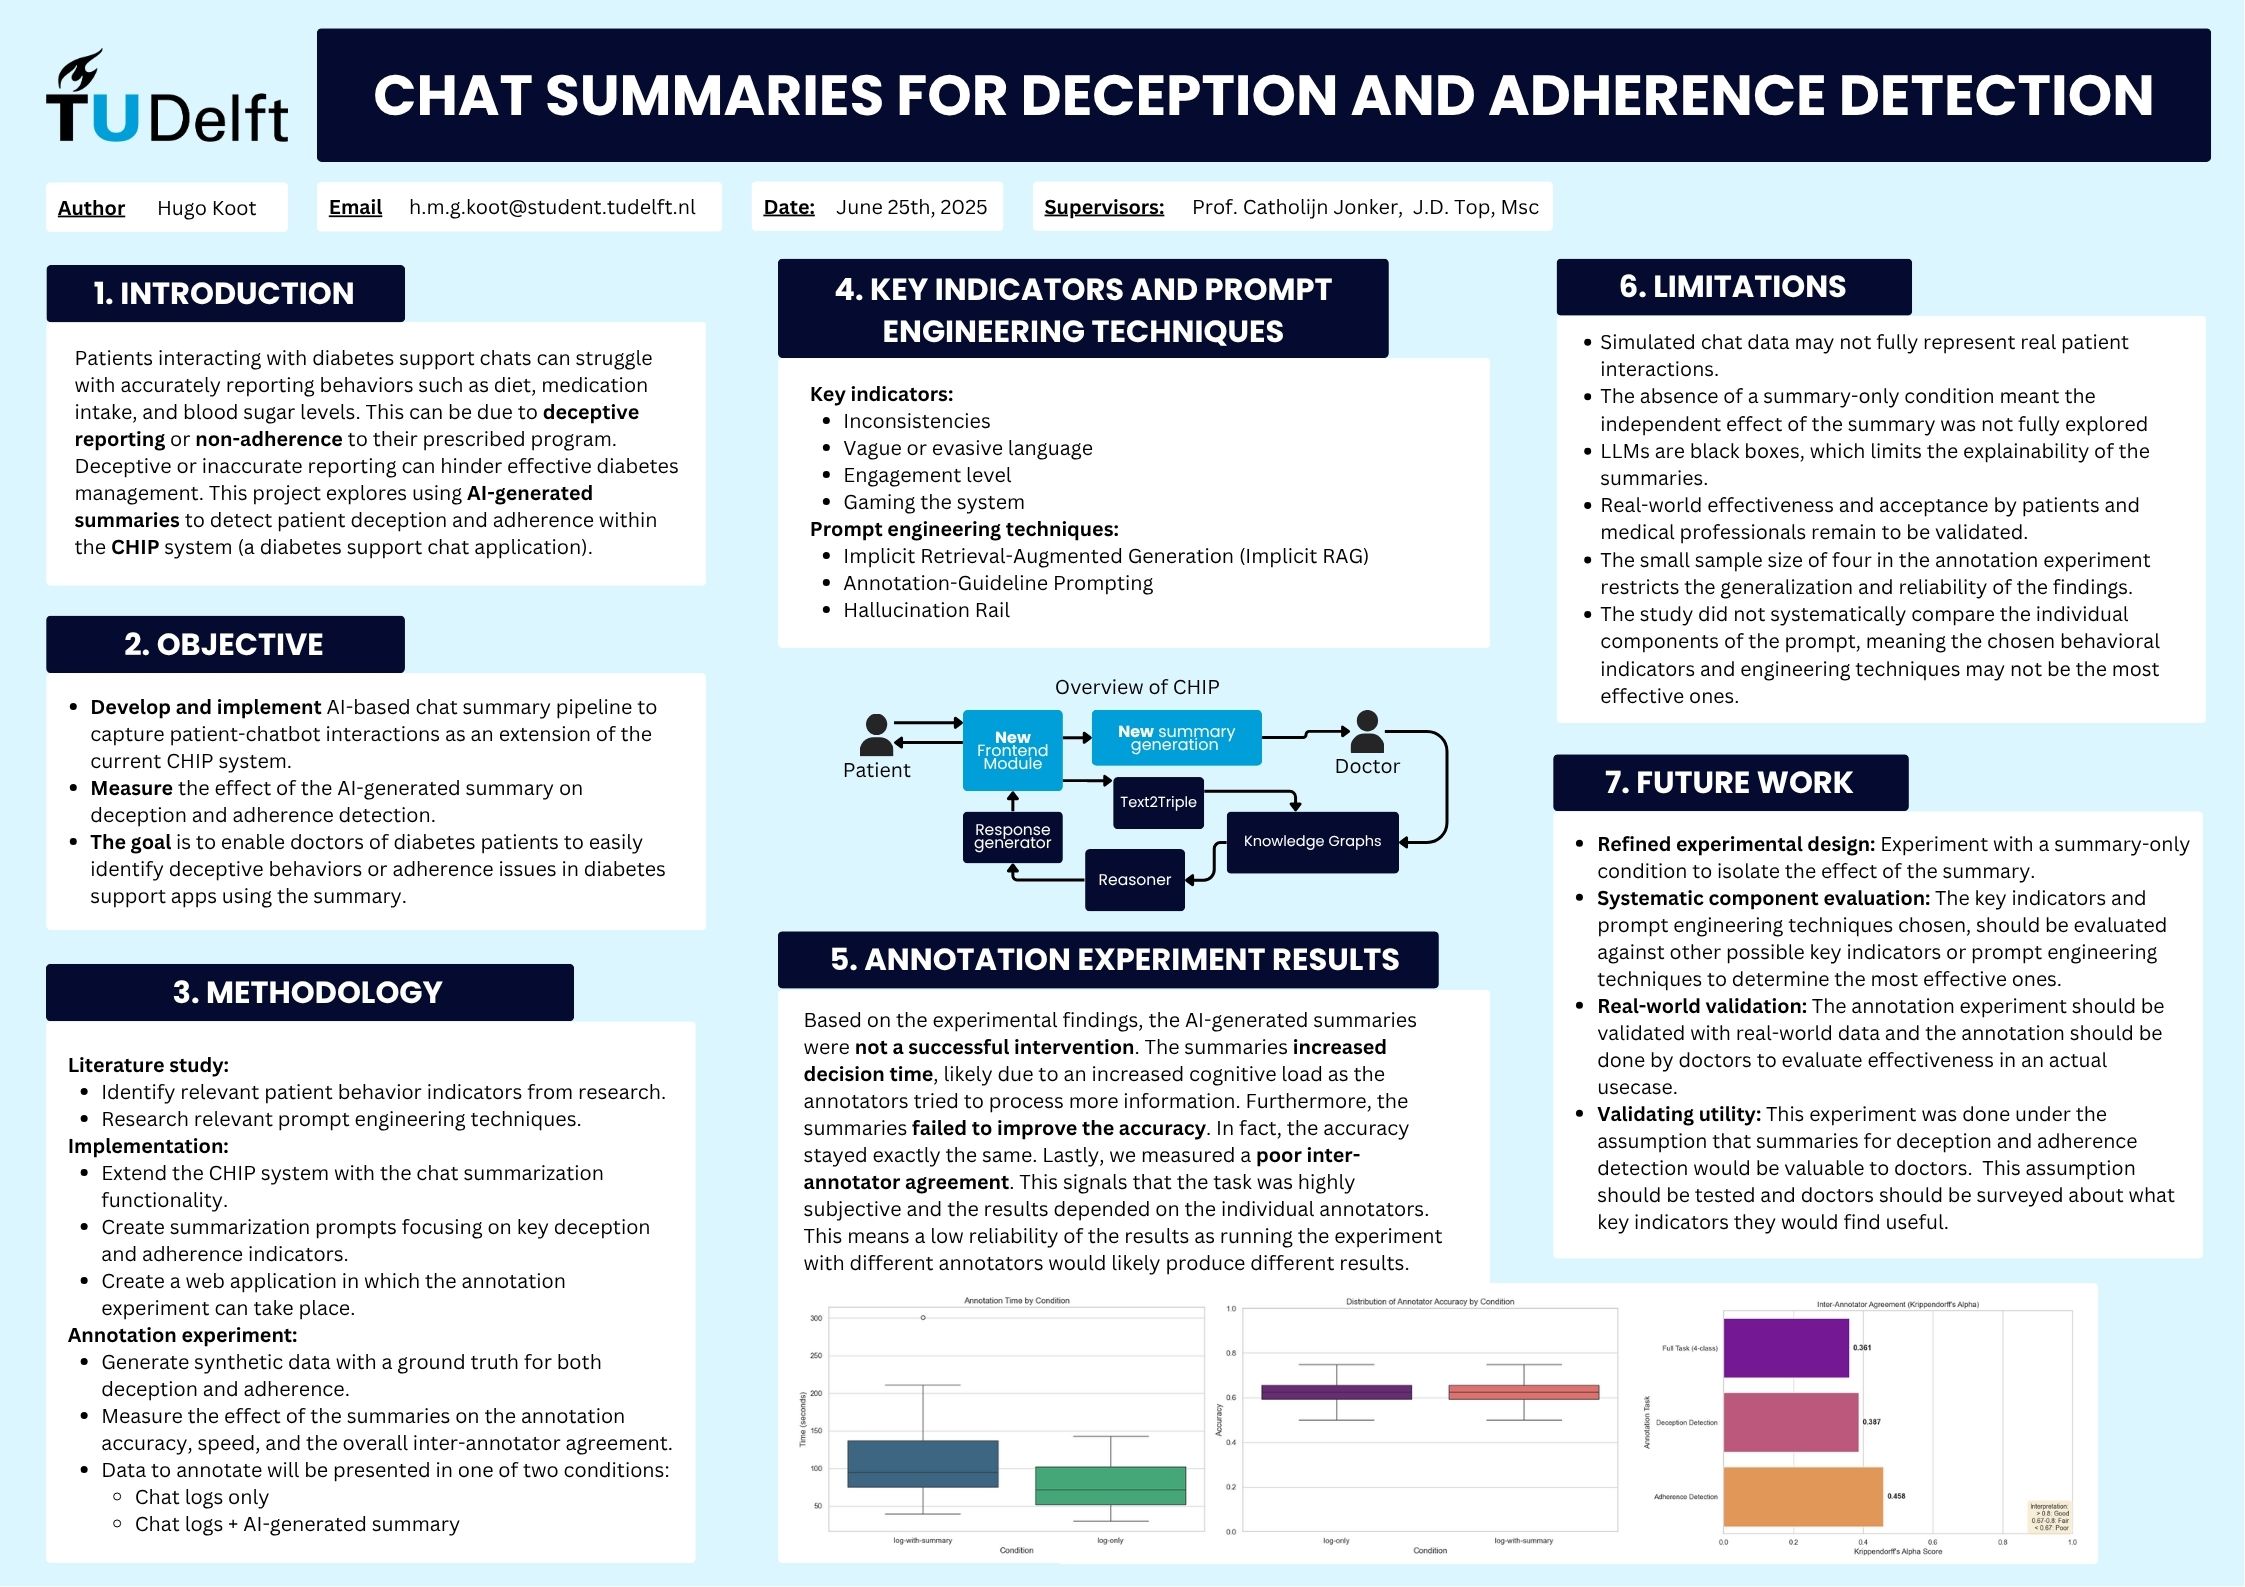 TU Delft
CHAT SUMMARIES FOR DECEPTION AND ADHERENCE DETECTION
Author Hugo Koot
Email h.m.g.koot@student.tudelft.nl
Date: June 25th, 2025
Supervisors: Prof. Catholijn Jonker, J.D. Top, Msc
1. INTRODUCTION
Patients interacting with diabetes support chats can struggle
with accurately reporting behaviors such as diet, medication
intake, and blood sugar levels. This can be due to deceptive
reporting or non-adherence to their prescribed program.
Deceptive or inaccurate reporting can hinder effective diabetes
management. This project explores using AI-generated
summaries to detect patient deception and adherence within
the CHIP system (a diabetes support chat application).
2. OBJECTIVE
• Develop and implement AI-based chat summary pipeline to
capture patient-chatbot interactions as an extension of the
current CHIP system.
• Measure the effect of the AI-generated summary on
deception and adherence detection.
• The goal is to enable doctors of diabetes patients to easily
identify deceptive behaviors or adherence issues in diabetes
support apps using the summary.
3. METHODOLOGY
Literature study:
• Identify relevant patient behavior indicators from research.
• Research relevant prompt engineering techniques.
Implementation:
• Extend the CHIP system with the chat summarization
functionality.
• Create summarization prompts focusing on key deception
and adherence indicators.
• Create a web application in which the annotation
experiment can take place.
Annotation experiment:
• Generate synthetic data with a ground truth for both
deception and adherence.
• Measure the effect of the summaries on the annotation
accuracy, speed, and the overall inter-annotator agreement.
• Data to annotate will be presented in one of two conditions:
◦ Chat logs only
◦ Chat logs + AI-generated summary
4. KEY INDICATORS AND PROMPT
ENGINEERING TECHNIQUES
Key indicators:
• Inconsistencies
• Vague or evasive language
• Engagement level
• Gaming the system
Prompt engineering techniques:
• Implicit Retrieval-Augmented Generation (Implicit RAG)
• Annotation-Guideline Prompting
• Hallucination Rail
Overview of CHIP
Patient
New
Frontend
Module
New summary
generation
Doctor
Text2Triple
Response
generator
Knowledge Graphs
Reasoner
5. ANNOTATION EXPERIMENT RESULTS
Based on the experimental findings, the AI-generated summaries
were not a successful intervention. The summaries increased
decision time, likely due to an increased cognitive load as the
annotators tried to process more information. Furthermore, the
summaries failed to improve the accuracy. In fact, the accuracy
stayed exactly the same. Lastly, we measured a poor inter-
annotator agreement. This signals that the task was highly
subjective and the results depended on the individual annotators.
This means a low reliability of the results as running the experiment
with different annotators would likely produce different results.
Annotation Time by Condition
Time (seconds)
300
250
200
150
100
50
log-with-summary
log-only
Condition
Distribution of Annotator Accuracy by Condition
Accuracy
1.0
0.8
0.6
0.4
0.2
0.0
log-only
log-with-summary
Condition
Inter-Annotator Agreement (Krippendorff's Alpha)
Annotation Task
Full Task (4-class)
0.361
Deception Detection
0.387
Adherence Detection
0.458
Interpretation:
> 0.8: Good
0.67-0.8: Fair
< 0.67: Poor
0.0
0.2
0.4
0.6
0.8
1.0
Krippendorff's Alpha Score
6. LIMITATIONS
• Simulated chat data may not fully represent real patient
interactions.
• The absence of a summary-only condition meant the
independent effect of the summary was not fully explored
• LLMs are black boxes, which limits the explainability of the
summaries.
• Real-world effectiveness and acceptance by patients and
medical professionals remain to be validated.
• The small sample size of four in the annotation experiment
restricts the generalization and reliability of the findings.
• The study did not systematically compare the individual
components of the prompt, meaning the chosen behavioral
indicators and engineering techniques may not be the most
effective ones.
7. FUTURE WORK
• Refined experimental design: Experiment with a summary-only
condition to isolate the effect of the summary.
• Systematic component evaluation: The key indicators and
prompt engineering techniques chosen, should be evaluated
against other possible key indicators or prompt engineering
techniques to determine the most effective ones.
• Real-world validation: The annotation experiment should be
validated with real-world data and the annotation should be
done by doctors to evaluate effectiveness in an actual
usecase.
• Validating utility: This experiment was done under the
assumption that summaries for deception and adherence
detection would be valuable to doctors. This assumption
should be tested and doctors should be surveyed about what
key indicators they would find useful.